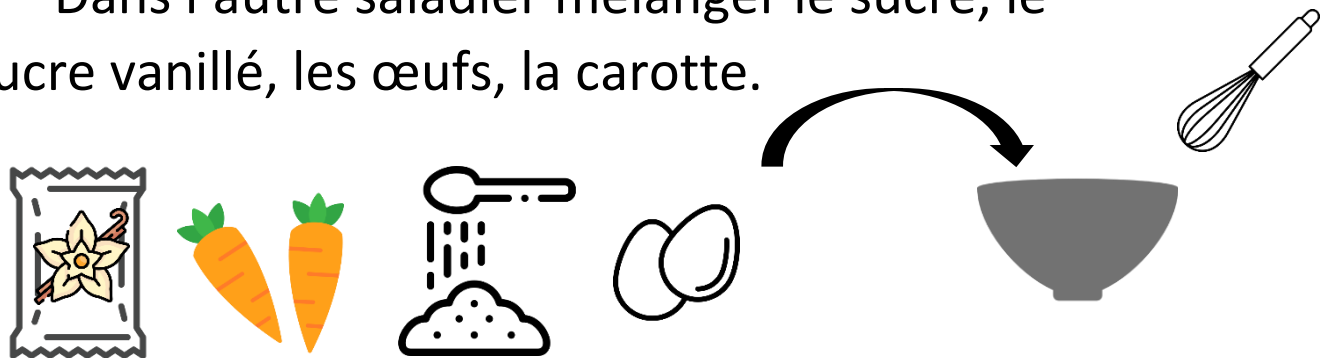 Dans l'autre saladier mélanger le sucre, le
ucre vanillé, les œufs, la carotte.